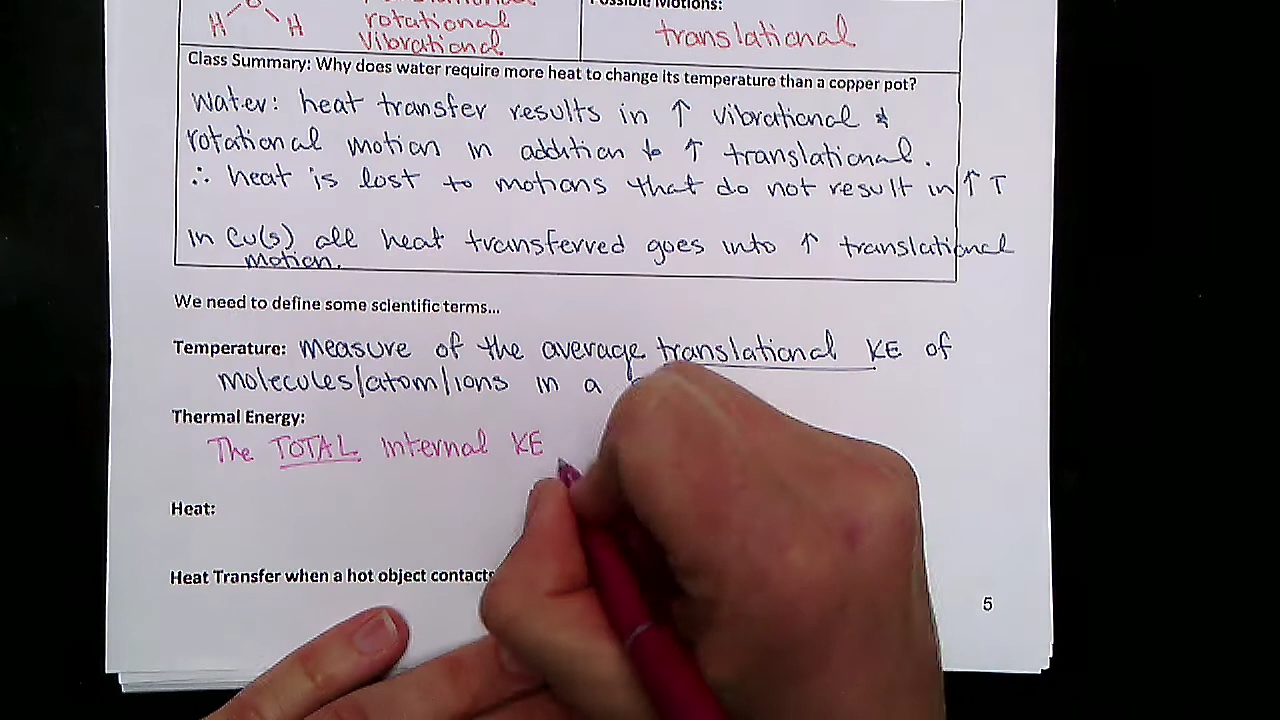 Possible Motions:
H H rotational
Vibrational
translational
Class Summary: Why does water require more heat to change its temperature than a copper pot?
Water: heat transfer results in ↑ vibrational &
rotational motion in addition to ↑ translational.
∴ heat is lost to motions that do not result in ↑ T
In Cu(s) all heat transferred goes into ↑ translational
motion.
We need to define some scientific terms...
Temperature: measure of the average translational KE of
molecules/atom/ions in a
Thermal Energy:
The TOTAL internal KE
Heat:
Heat Transfer when a hot object contacts
5